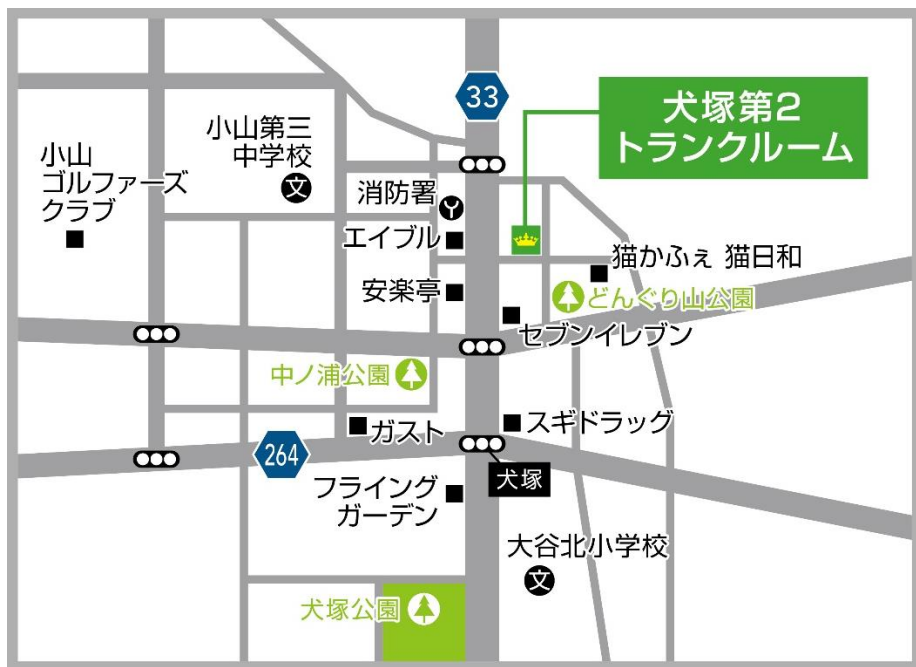 33
犬塚第2
トランクルーム
小山第三
中学校
文
小山
ゴルファーズ
クラブ
消防署
エイブル
猫かふぇ 猫日和
安楽亭
どんぐり山公園
セブンイレブン
中ノ浦公園
ガスト
スギドラッグ
264
犬塚
フライング
ガーデン
大谷北小学校
文
犬塚公園